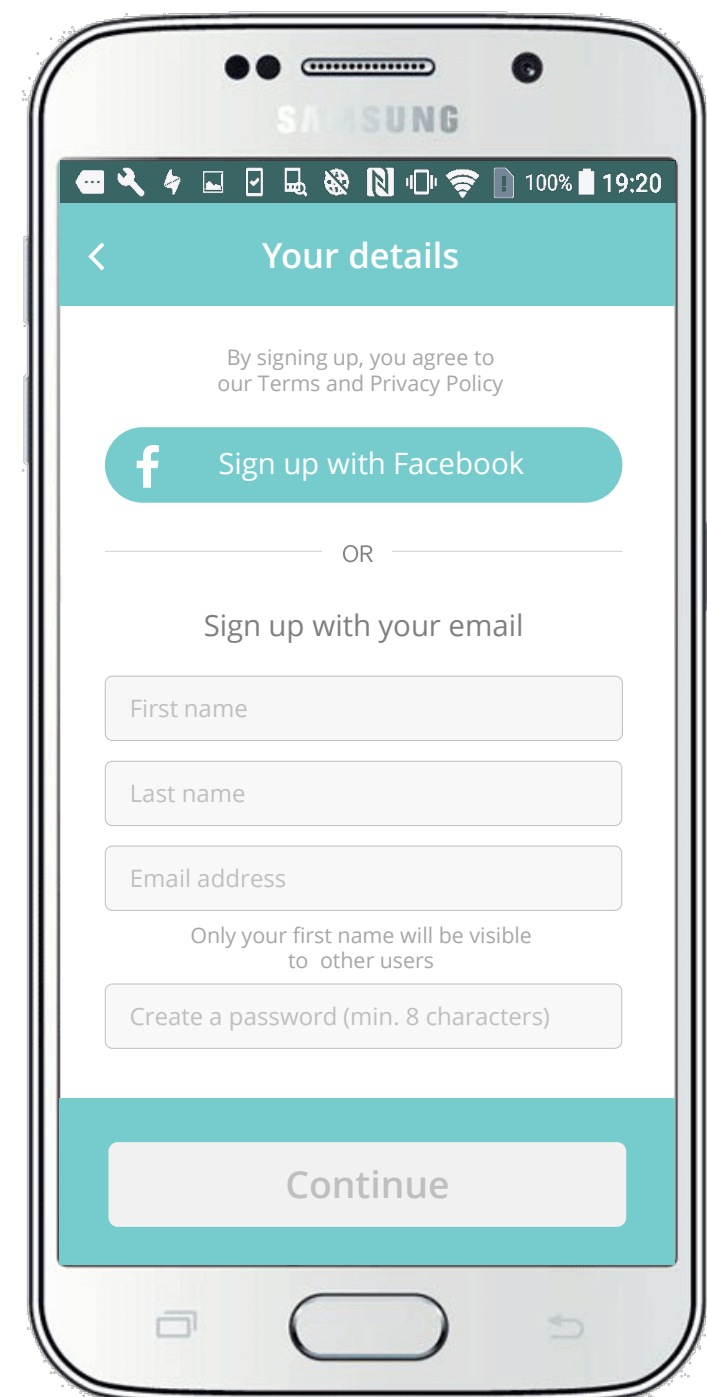 SAMSUNG
100% 19:20
Your details
By signing up, you agree to
our Terms and Privacy Policy
Sign up with Facebook
OR
Sign up with your email
First name
Last name
Email address
Only your first name will be visible
to other users
Create a password (min. 8 characters)
Continue